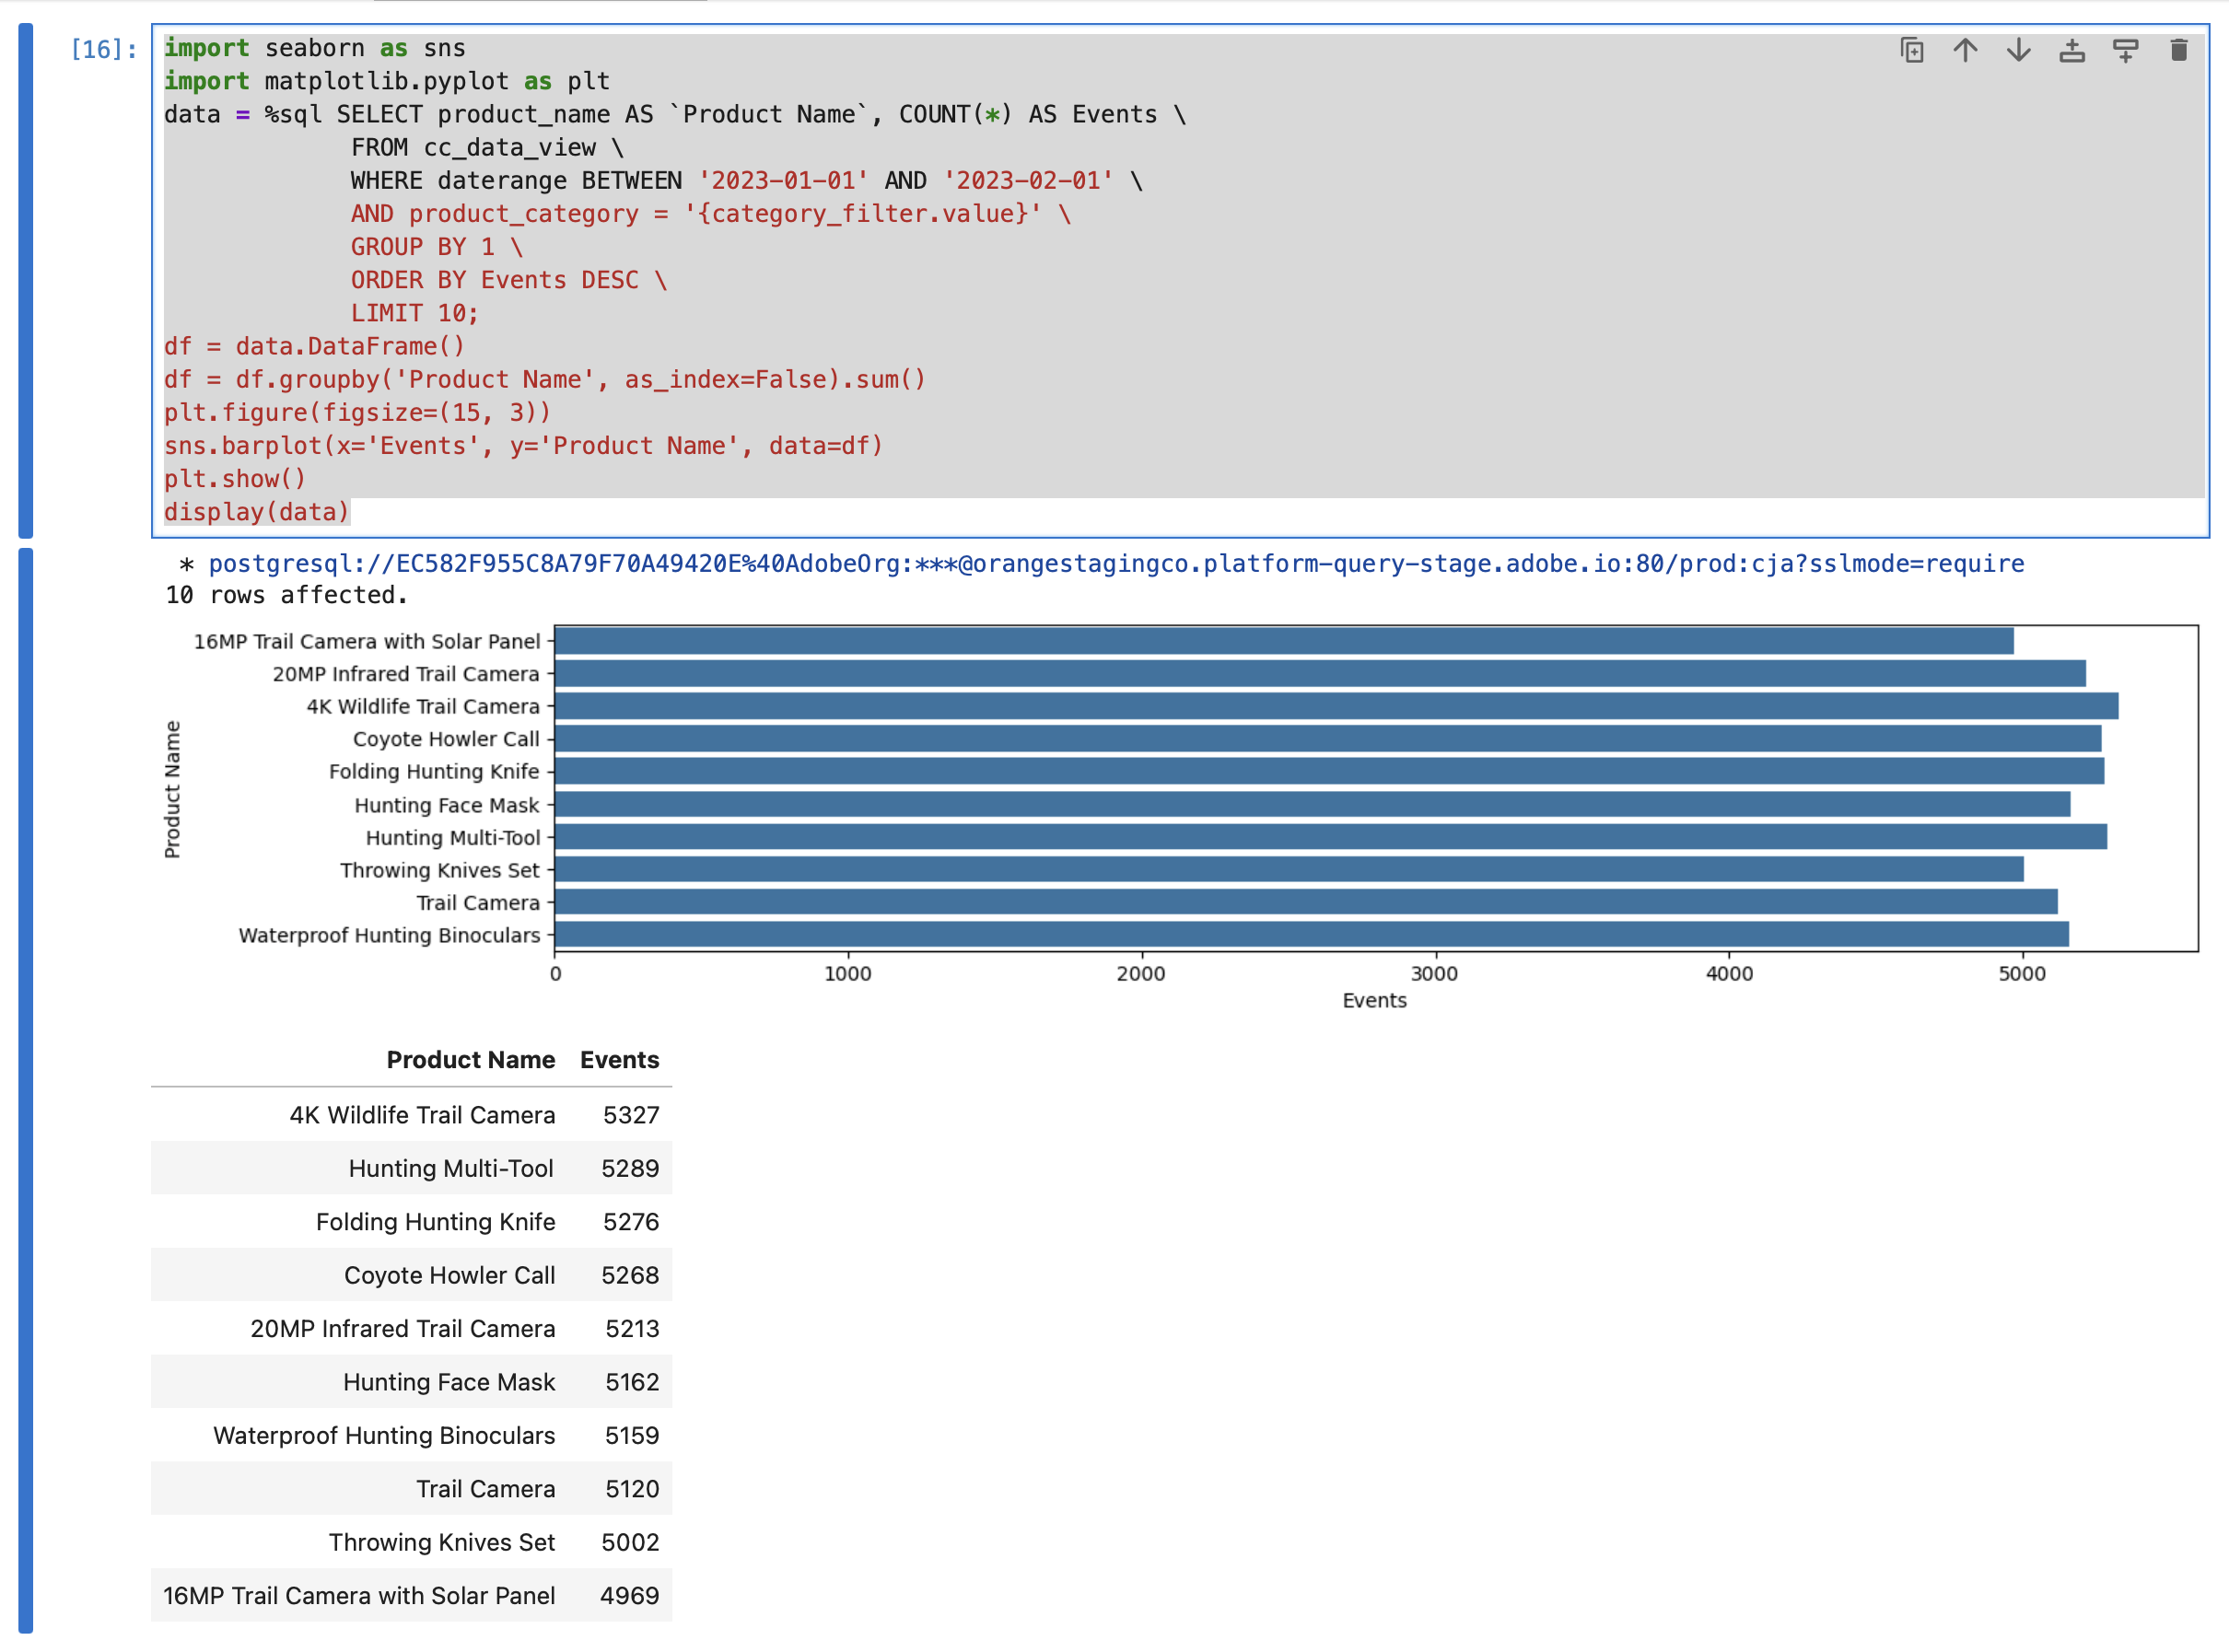 [16]:
import seaborn as sns
import matplotlib.pyplot as plt
data = %sql SELECT product_name AS `Product Name`, COUNT(*) AS Events \
FROM cc_data_view \
WHERE daterange BETWEEN '2023-01-01' AND '2023-02-01' \
AND product_category = '{category_filter.value}' \
GROUP BY 1 \
ORDER BY Events DESC \
LIMIT 10;
df = data.DataFrame()
df = df.groupby('Product Name', as_index=False).sum()
plt.figure(figsize=(15, 3))
sns.barplot(x='Events', y='Product Name', data=df)
plt.show()
display(data)
* postgresql://EC582F955C8A79F70A49420E%40AdobeOrg:***@orangestagingco.platform-query-stage.adobe.io:80/prod:cja?sslmode=require
10 rows affected.
Product Name
16MP Trail Camera with Solar Panel
20MP Infrared Trail Camera
4K Wildlife Trail Camera
Coyote Howler Call
Folding Hunting Knife
Hunting Face Mask
Hunting Multi-Tool
Throwing Knives Set
Trail Camera
Waterproof Hunting Binoculars
0 1000 2000 3000 4000 5000
Events
Product Name Events
4K Wildlife Trail Camera 5327
Hunting Multi-Tool 5289
Folding Hunting Knife 5276
Coyote Howler Call 5268
20MP Infrared Trail Camera 5213
Hunting Face Mask 5162
Waterproof Hunting Binoculars 5159
Trail Camera 5120
Throwing Knives Set 5002
16MP Trail Camera with Solar Panel 4969